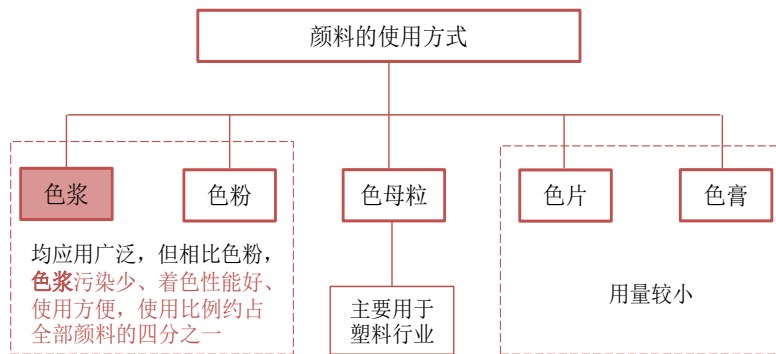 颜料的使用方式
色浆
色粉
色母粒
色片
色膏
均应用广泛，但相比色粉，
色浆污染少、着色性能好、
使用方便，使用比例约占
全部颜料的四分之一
主要用于
塑料行业
用量较小